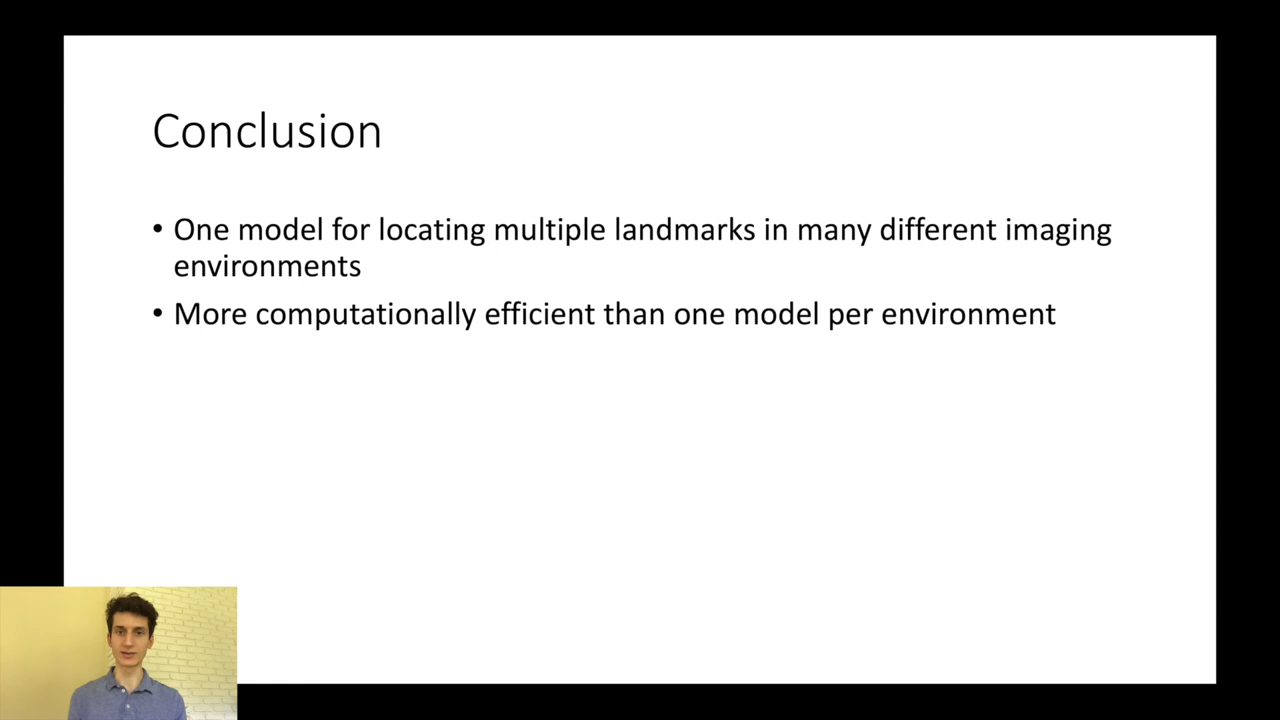 Conclusion
• One model for locating multiple landmarks in many different imaging
environments
• More computationally efficient than one model per environment